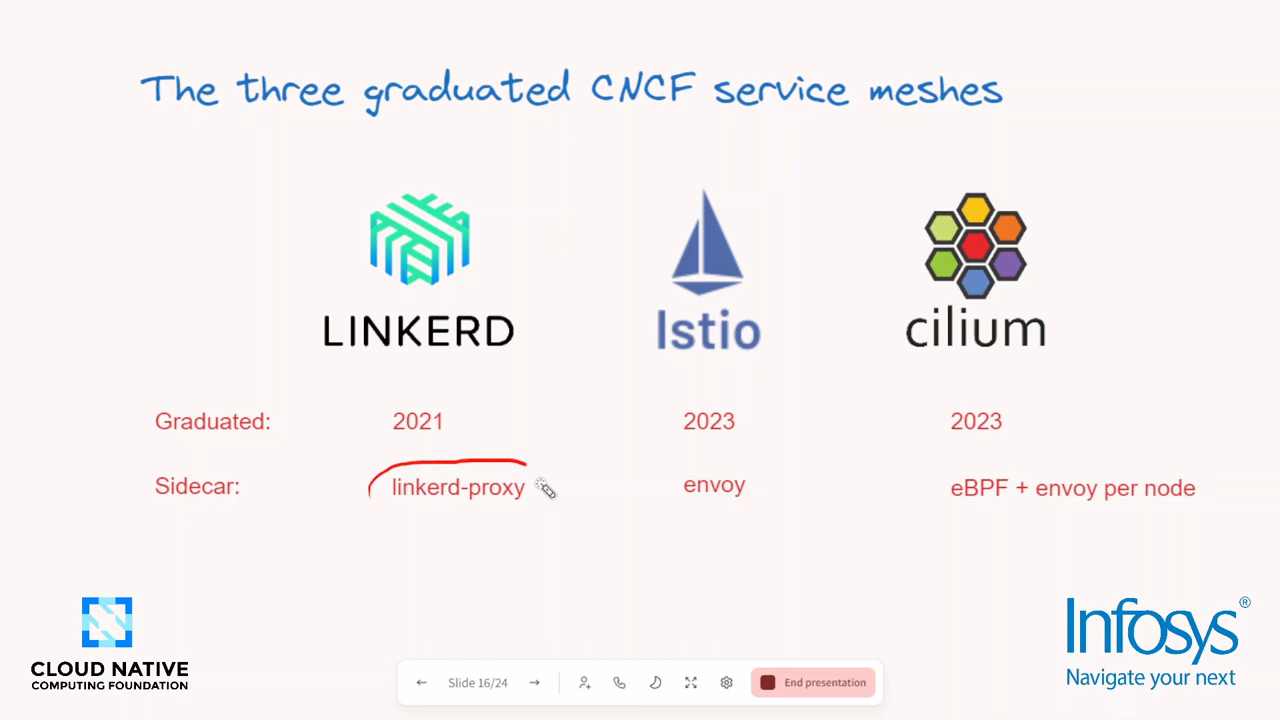 The three graduated CNCF service meshes
LINKERD
Istio
cilium
Graduated: 2021 2023 2023
Sidecar: linkerd-proxy envoy eBPF + envoy per node
CLOUD NATIVE
COMPUTING FOUNDATION
Infosys®
Navigate your next
← Slide 16/24 → End presentation